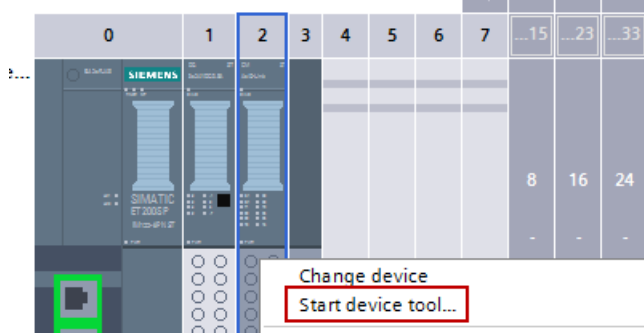 0 1 2 3 4 5 6 7 ...15 ...23 ...33
e...
SIEMENS
SIMATIC
ET 200SP
8 16 24
- - -
Change device
Start device tool...